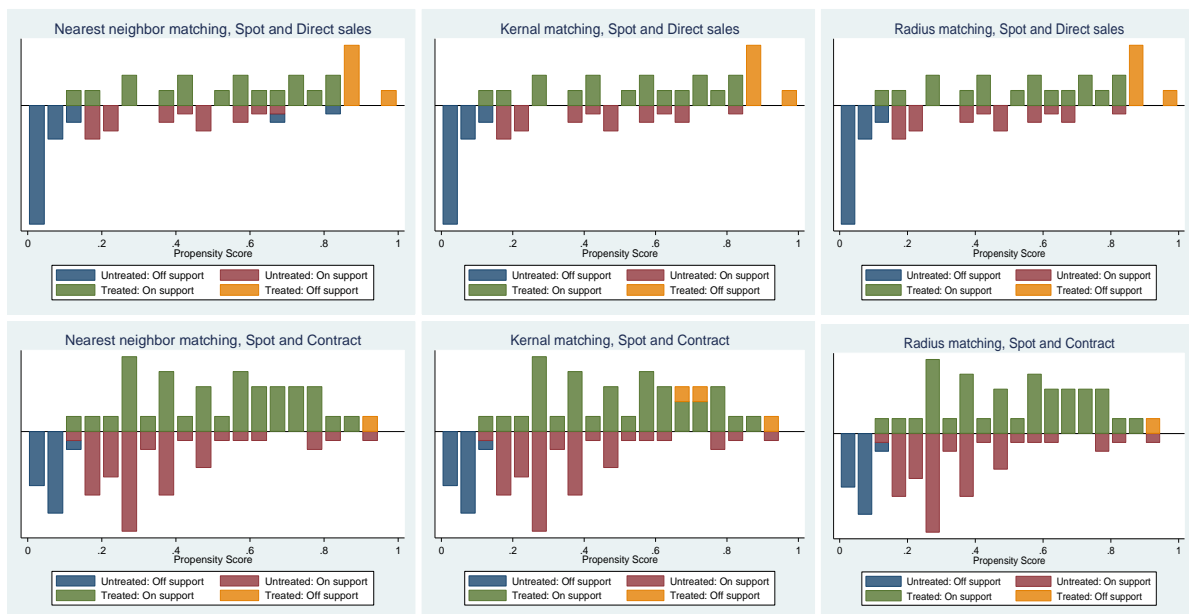 Nearest neighbor matching, Spot and Direct sales
0 .2 .4 .6 .8 1
Propensity Score
Untreated: Off support Untreated: On support
Treated: On support Treated: Off support
Kernal matching, Spot and Direct sales
0 .2 .4 .6 .8 1
Propensity Score
Untreated: Off support Untreated: On support
Treated: On support Treated: Off support
Radius matching, Spot and Direct sales
0 .2 .4 .6 .8 1
Propensity Score
Untreated: Off support Untreated: On support
Treated: On support Treated: Off support
Nearest neighbor matching, Spot and Contract
0 .2 .4 .6 .8 1
Propensity Score
Untreated: Off support Untreated: On support
Treated: On support Treated: Off support
Kernal matching, Spot and Contract
0 .2 .4 .6 .8 1
Propensity Score
Untreated: Off support Untreated: On support
Treated: On support Treated: Off support
Radius matching, Spot and Contract
0 .2 .4 .6 .8 1
Propensity Score
Untreated: Off support Untreated: On support
Treated: On support Treated: Off support